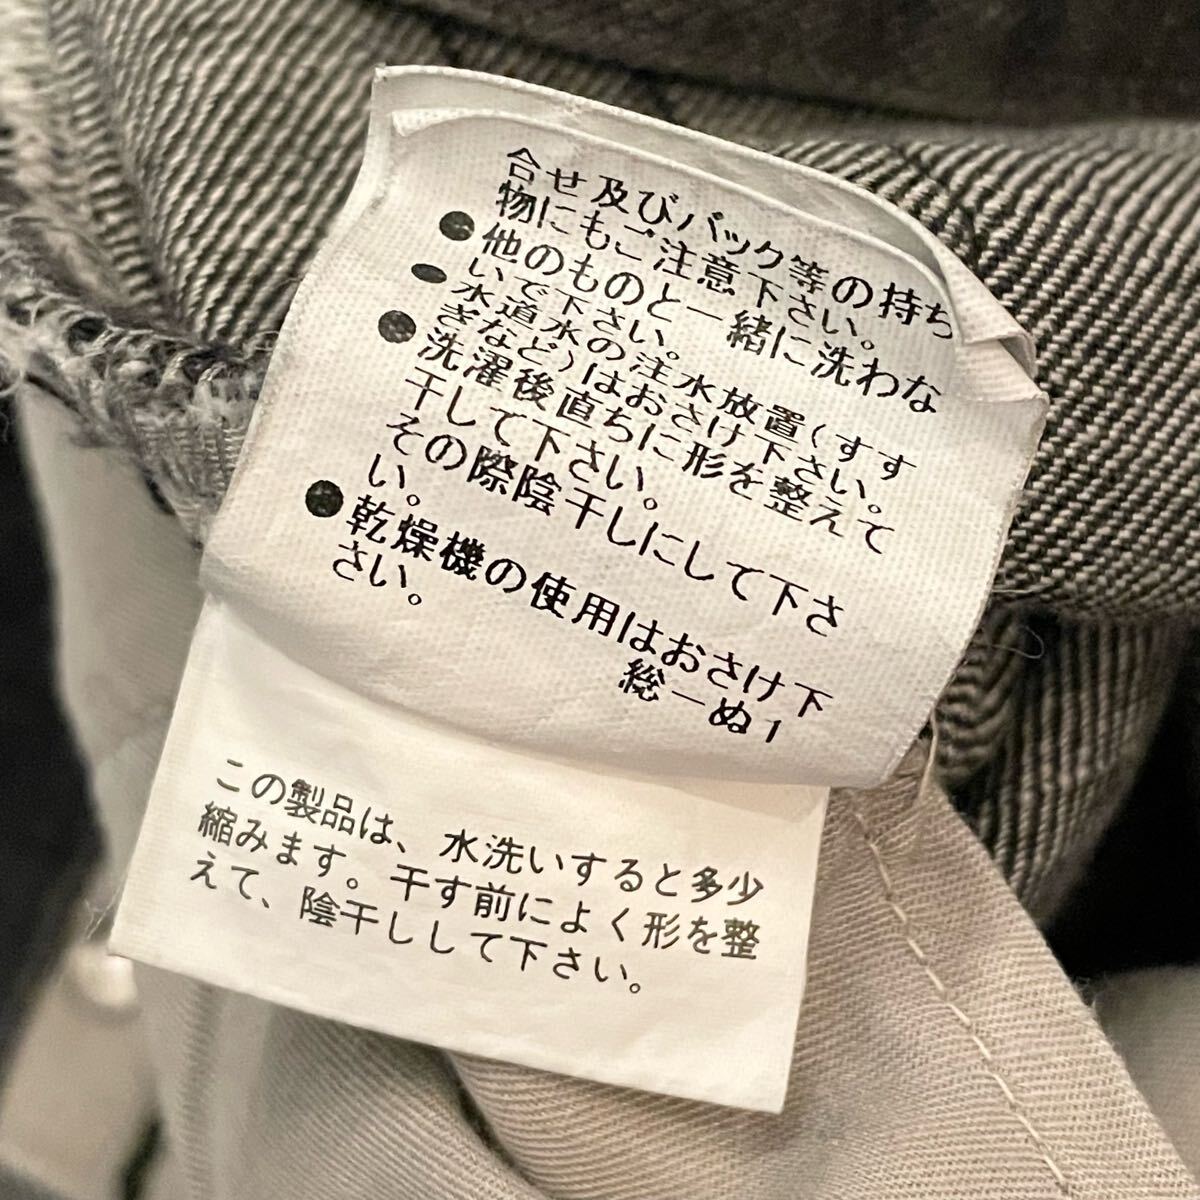 合せ及びバック等の持ち
物にもご注意下さい。
●他のものと一緒に洗わな
いで下さい。
●水道水の注水放置(すす
ぎなど)はおさけ下さい。
●洗濯後直ちに形を整えて
干して下さい。
その際陰干しにして下さ
い。
●乾燥機の使用はおさけ下
さい。
総一ぬ1
この製品は、水洗いすると多少
縮みます。干す前によく形を整
えて、陰干しして下さい。